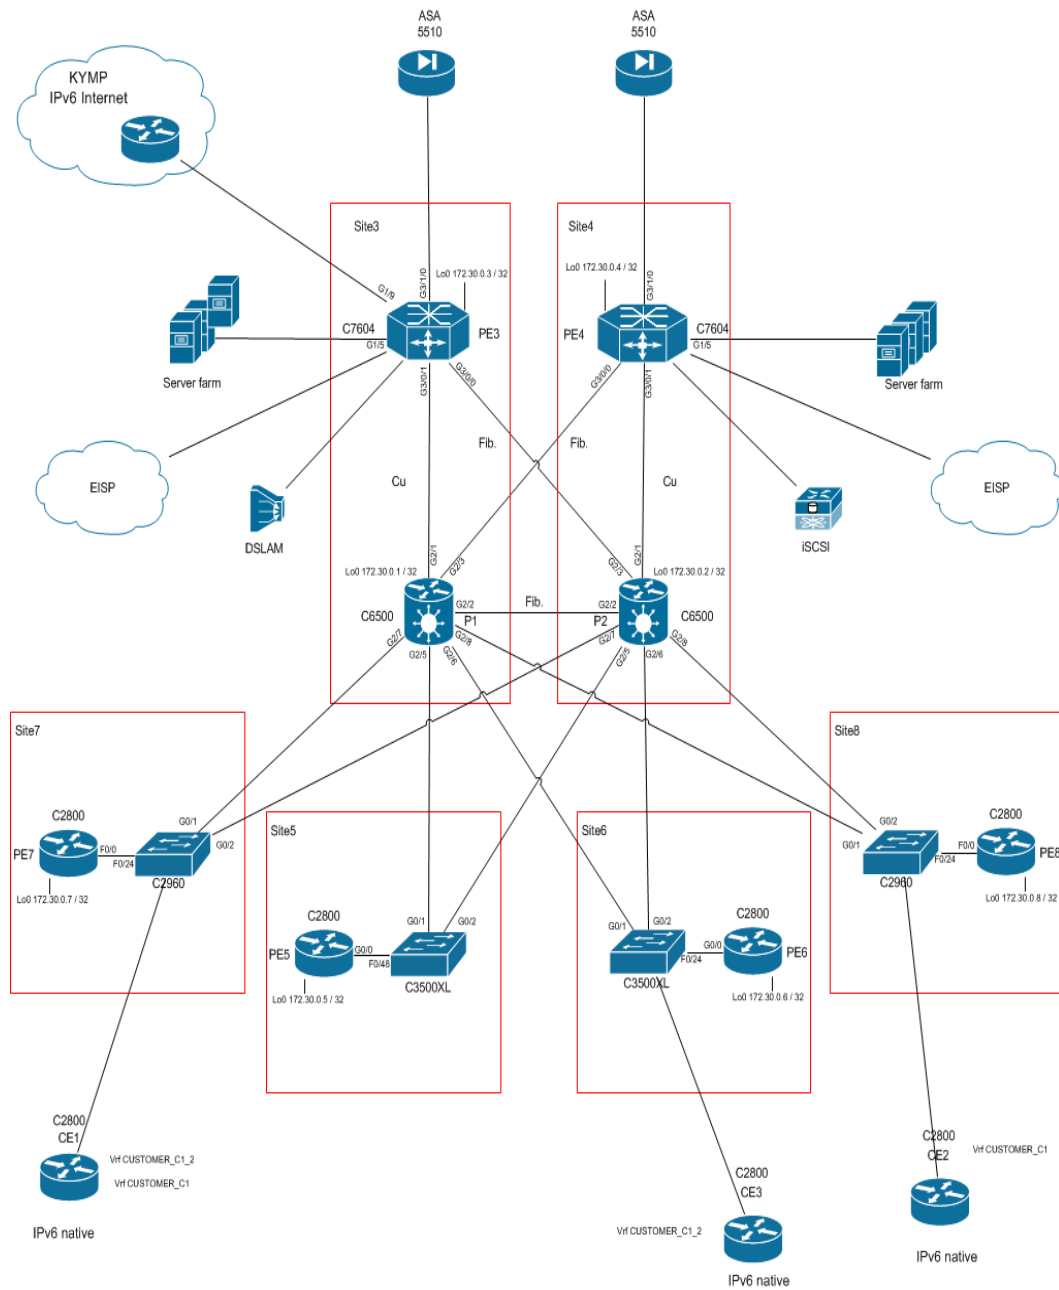 ASA
5510
ASA
5510
KYMP
IPv6 Internet
Site3
Site4
Lo0 172.30.0.3 / 32
Lo0 172.30.0.4 / 32
G3/1/0
G3/1/0
G1/9
C7604
PE3
G1/5
PE4
C7604
G1/5
Server farm
Server farm
G3/0/1
G3/0/0
G3/0/0
G3/0/1
Fib.
Fib.
Cu
Cu
EISP
EISP
DSLAM
iSCSI
G2/1
G2/3
G2/1
G2/3
Lo0 172.30.0.1 / 32
Lo0 172.30.0.2 / 32
C6500
G2/2
Fib.
G2/2
C6500
P1
P2
G2/7
G2/8
G2/7
G2/8
G2/5
G2/6
G2/5
G2/6
Site7
Site8
C2800
G0/1
G0/2
PE7
F0/0
F0/24
C2960
Lo0 172.30.0.7 / 32
G0/2
C2800
G0/1
F0/0
F0/24
PE8
C2960
Lo0 172.30.0.8 / 32
Site5
Site6
C2800
G0/1
G0/2
PE5
G0/0
F0/48
C3500XL
Lo0 172.30.0.5 / 32
G0/1
G0/2
C2800
G0/0
F0/24
PE6
C3500XL
Lo0 172.30.0.6 / 32
C2800
CE1
Vrf CUSTOMER_C1_2
Vrf CUSTOMER_C1
IPv6 native
C2800
CE3
Vrf CUSTOMER_C1_2
IPv6 native
C2800
CE2
Vrf CUSTOMER_C1
IPv6 native